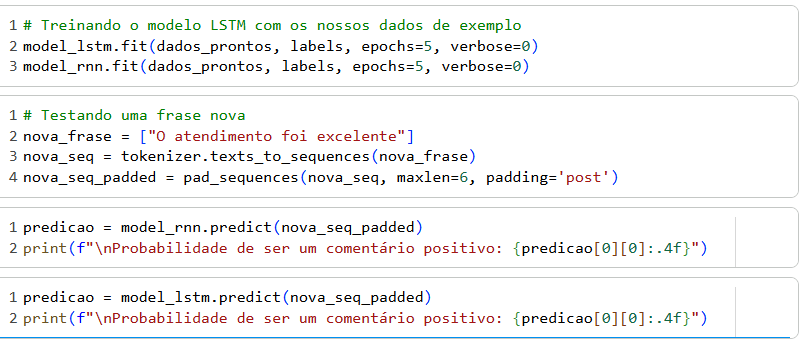 1 # Treinando o modelo LSTM com os nossos dados de exemplo
2 model_lstm.fit(dados_prontos, labels, epochs=5, verbose=0)
3 model_rnn.fit(dados_prontos, labels, epochs=5, verbose=0)
1 # Testando uma frase nova
2 nova_frase = ["O atendimento foi excelente"]
3 nova_seq = tokenizer.texts_to_sequences(nova_frase)
4 nova_seq_padded = pad_sequences(nova_seq, maxlen=6, padding='post')
1 predicao = model_rnn.predict(nova_seq_padded)
2 print(f"\nProbabilidade de ser um comentário positivo: {predicao[0][0]:.4f}")
1 predicao = model_lstm.predict(nova_seq_padded)
2 print(f"\nProbabilidade de ser um comentário positivo: {predicao[0][0]:.4f}")